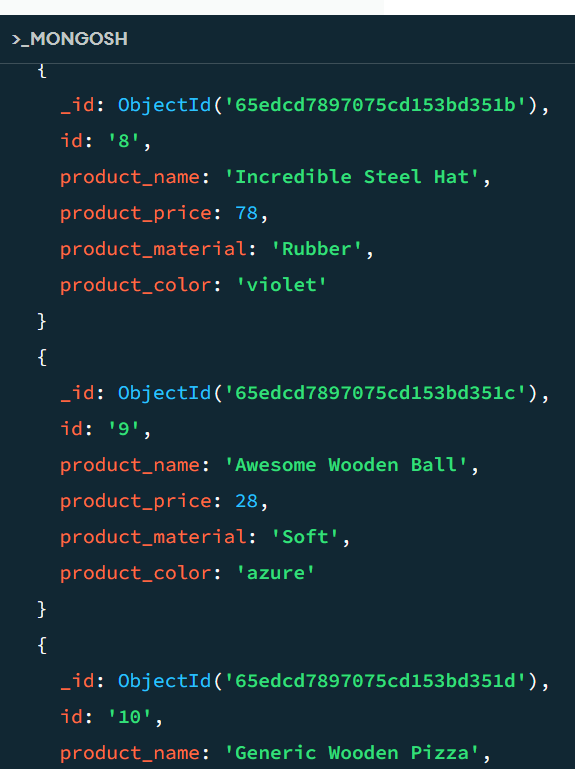 >_MONGOSH
{
_id: ObjectId('65edcd7897075cd153bd351b'),
id: '8',
product_name: 'Incredible Steel Hat',
product_price: 78,
product_material: 'Rubber',
product_color: 'violet'
}
{
_id: ObjectId('65edcd7897075cd153bd351c'),
id: '9',
product_name: 'Awesome Wooden Ball',
product_price: 28,
product_material: 'Soft',
product_color: 'azure'
}
{
_id: ObjectId('65edcd7897075cd153bd351d'),
id: '10',
product_name: 'Generic Wooden Pizza',